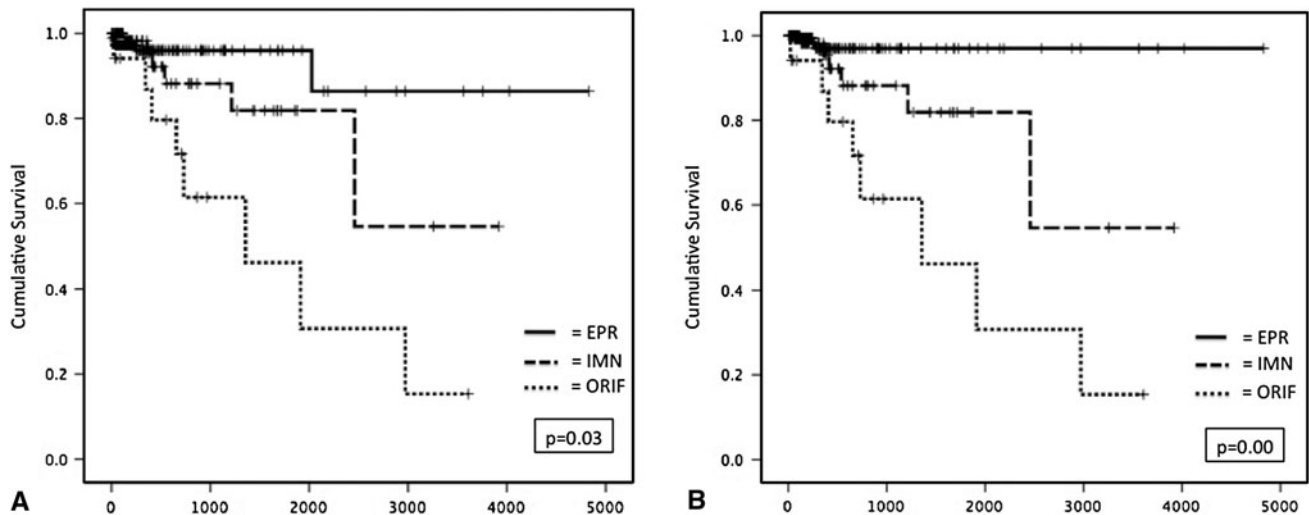 1.0
0.8
0.6
0.4
0.2
0.0
Cumulative Survival
= EPR
= IMN
= ORIF
p=0.03
0 1000 2000 3000 4000 5000
A
1.0
0.8
0.6
0.4
0.2
0.0
Cumulative Survival
= EPR
= IMN
= ORIF
p=0.00
0 1000 2000 3000 4000 5000
B